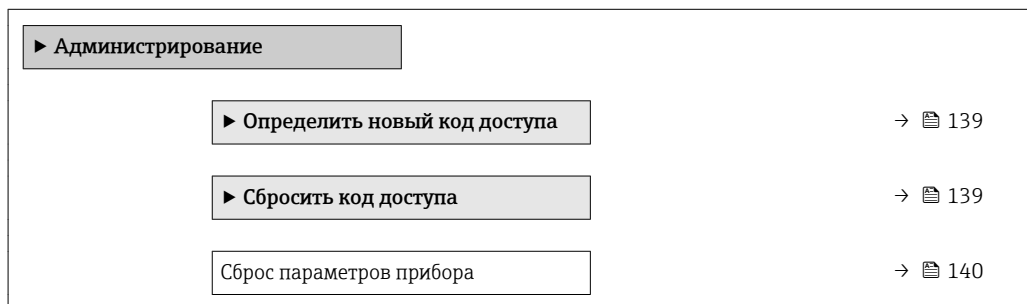 ► Администрирование
► Определить новый код доступа → 139
► Сбросить код доступа → 139
Сброс параметров прибора → 140